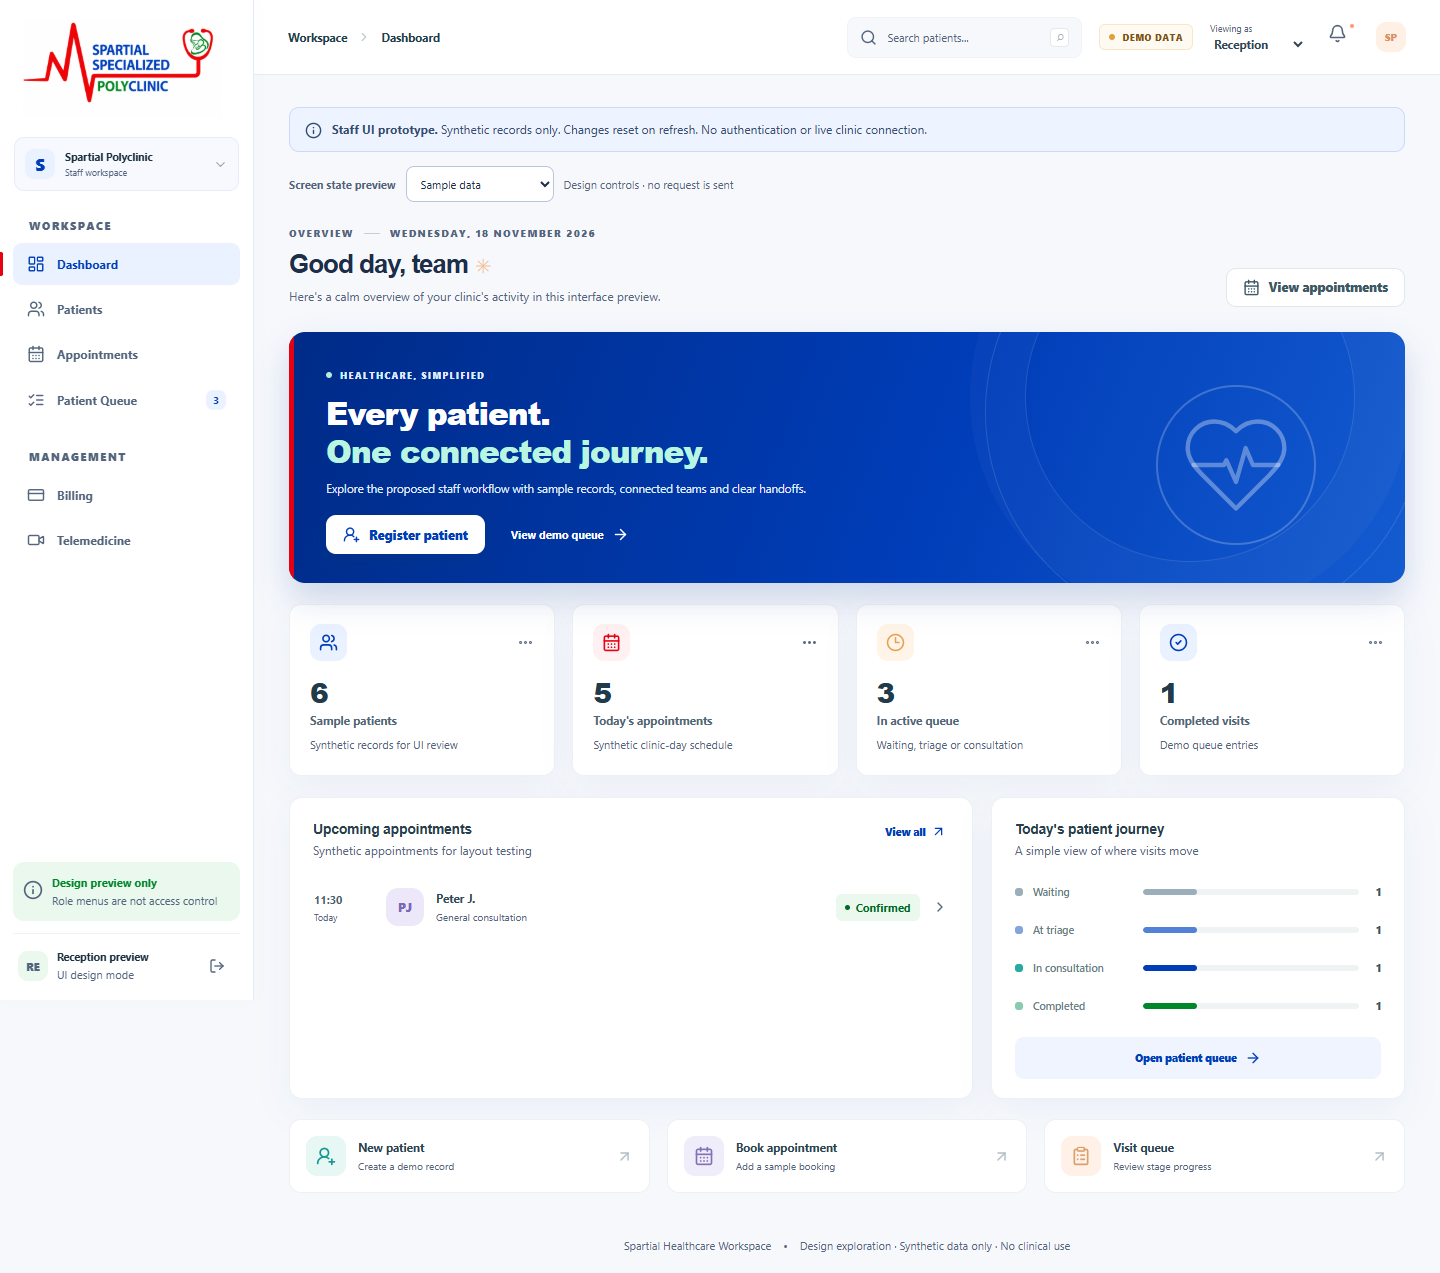 SPARTIAL
SPECIALIZED
POLYCLINIC
S
Spartial Polyclinic
Staff workspace
WORKSPACE
Dashboard
Patients
Appointments
Patient Queue
3
MANAGEMENT
Billing
Telemedicine
Design preview only
Role menus are not access control
RE
Reception preview
UI design mode
Workspace
Dashboard
Search patients...
DEMO DATA
Viewing as
Reception
SP
Staff UI prototype. Synthetic records only. Changes reset on refresh. No authentication or live clinic connection.
Screen state preview
Sample data
Design controls · no request is sent
OVERVIEW — WEDNESDAY, 18 NOVEMBER 2026
Good day, team
Here's a calm overview of your clinic's activity in this interface preview.
View appointments
HEALTHCARE, SIMPLIFIED
Every patient.
One connected journey.
Explore the proposed staff workflow with sample records, connected teams and clear handoffs.
Register patient
View demo queue
6
Sample patients
Synthetic records for UI review
5
Today's appointments
Synthetic clinic-day schedule
3
In active queue
Waiting, triage or consultation
1
Completed visits
Demo queue entries
Upcoming appointments
View all
Synthetic appointments for layout testing
11:30
Today
PJ
Peter J.
General consultation
Confirmed
Today's patient journey
A simple view of where visits move
Waiting 1
At triage 1
In consultation 1
Completed 1
Open patient queue
New patient
Create a demo record
Book appointment
Add a sample booking
Visit queue
Review stage progress
Spartial Healthcare Workspace • Design exploration · Synthetic data only · No clinical use